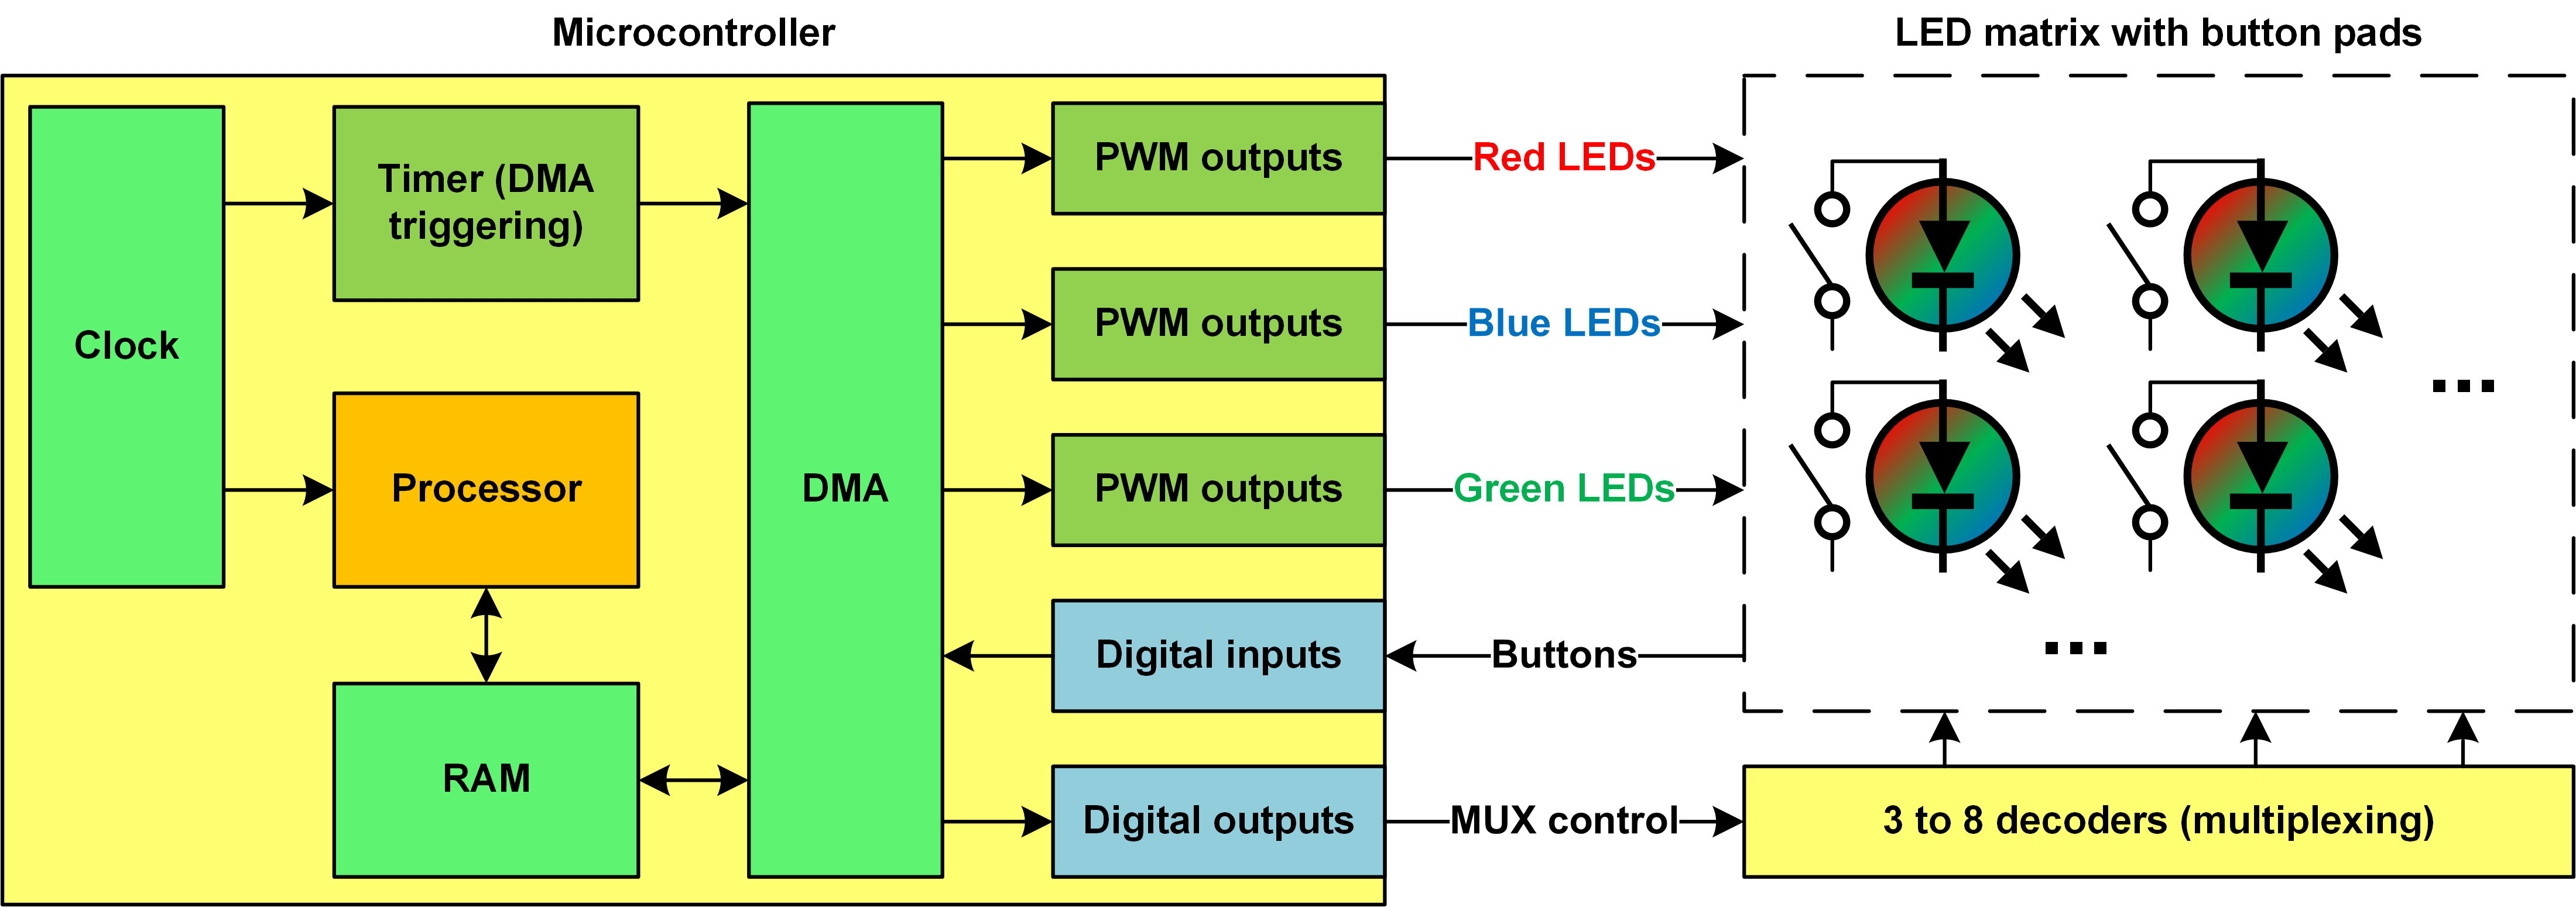 Microcontroller
LED matrix with button pads
Clock
Timer (DMA
triggering)
Processor
RAM
DMA
PWM outputs
PWM outputs
PWM outputs
Digital inputs
Digital outputs
Red LEDs
Blue LEDs
Green LEDs
Buttons
MUX control
...
...
3 to 8 decoders (multiplexing)